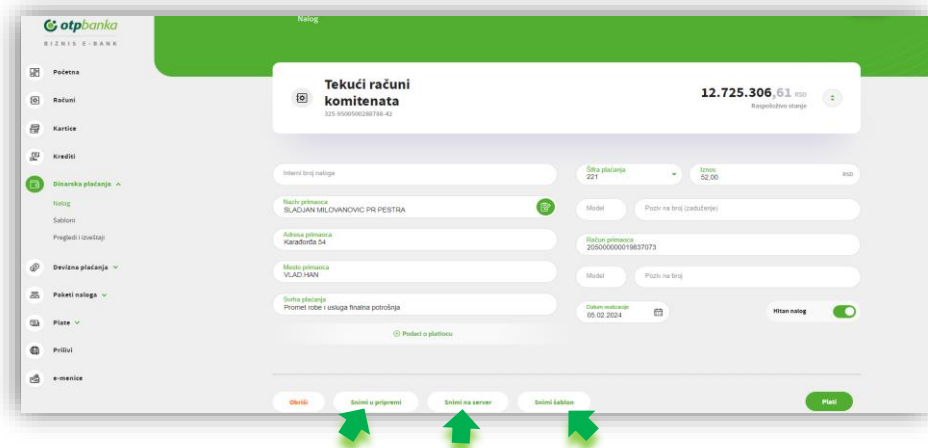 otpbanka
BIZNIS E-BANK
Početna
Računi
Kartice
Krediti
Dinarska plaćanja
Nalog
Šabloni
Pregledi i izveštaji
Devizna plaćanja
Paketi naloga
Plate
Prilivi
e-menice
Nalog
Tekući računi
komitenata
325-9500500288788-42
12.725.306,61 RSD
Raspoloživo stanje
Interni broj naloga
Naziv primaoca
SLADJAN MILOVANOVIC PR PESTRA
Adresa primaoca
Karađorđa 54
Mesto primaoca
VLAD.HAN
Svrha plaćanja
Promet robe i usluga finalna potrošnja
Podaci o platiocu
Šifra plaćanja
221
Iznos
52,00
RSD
Model
Poziv na broj (zaduženje)
Račun primaoca
205000000019837073
Model
Poziv na broj
Datum realizacije
05.02.2024
Hitan nalog
Obriši
Snimi u pripremi
Snimi na server
Snimi šablon
Plati